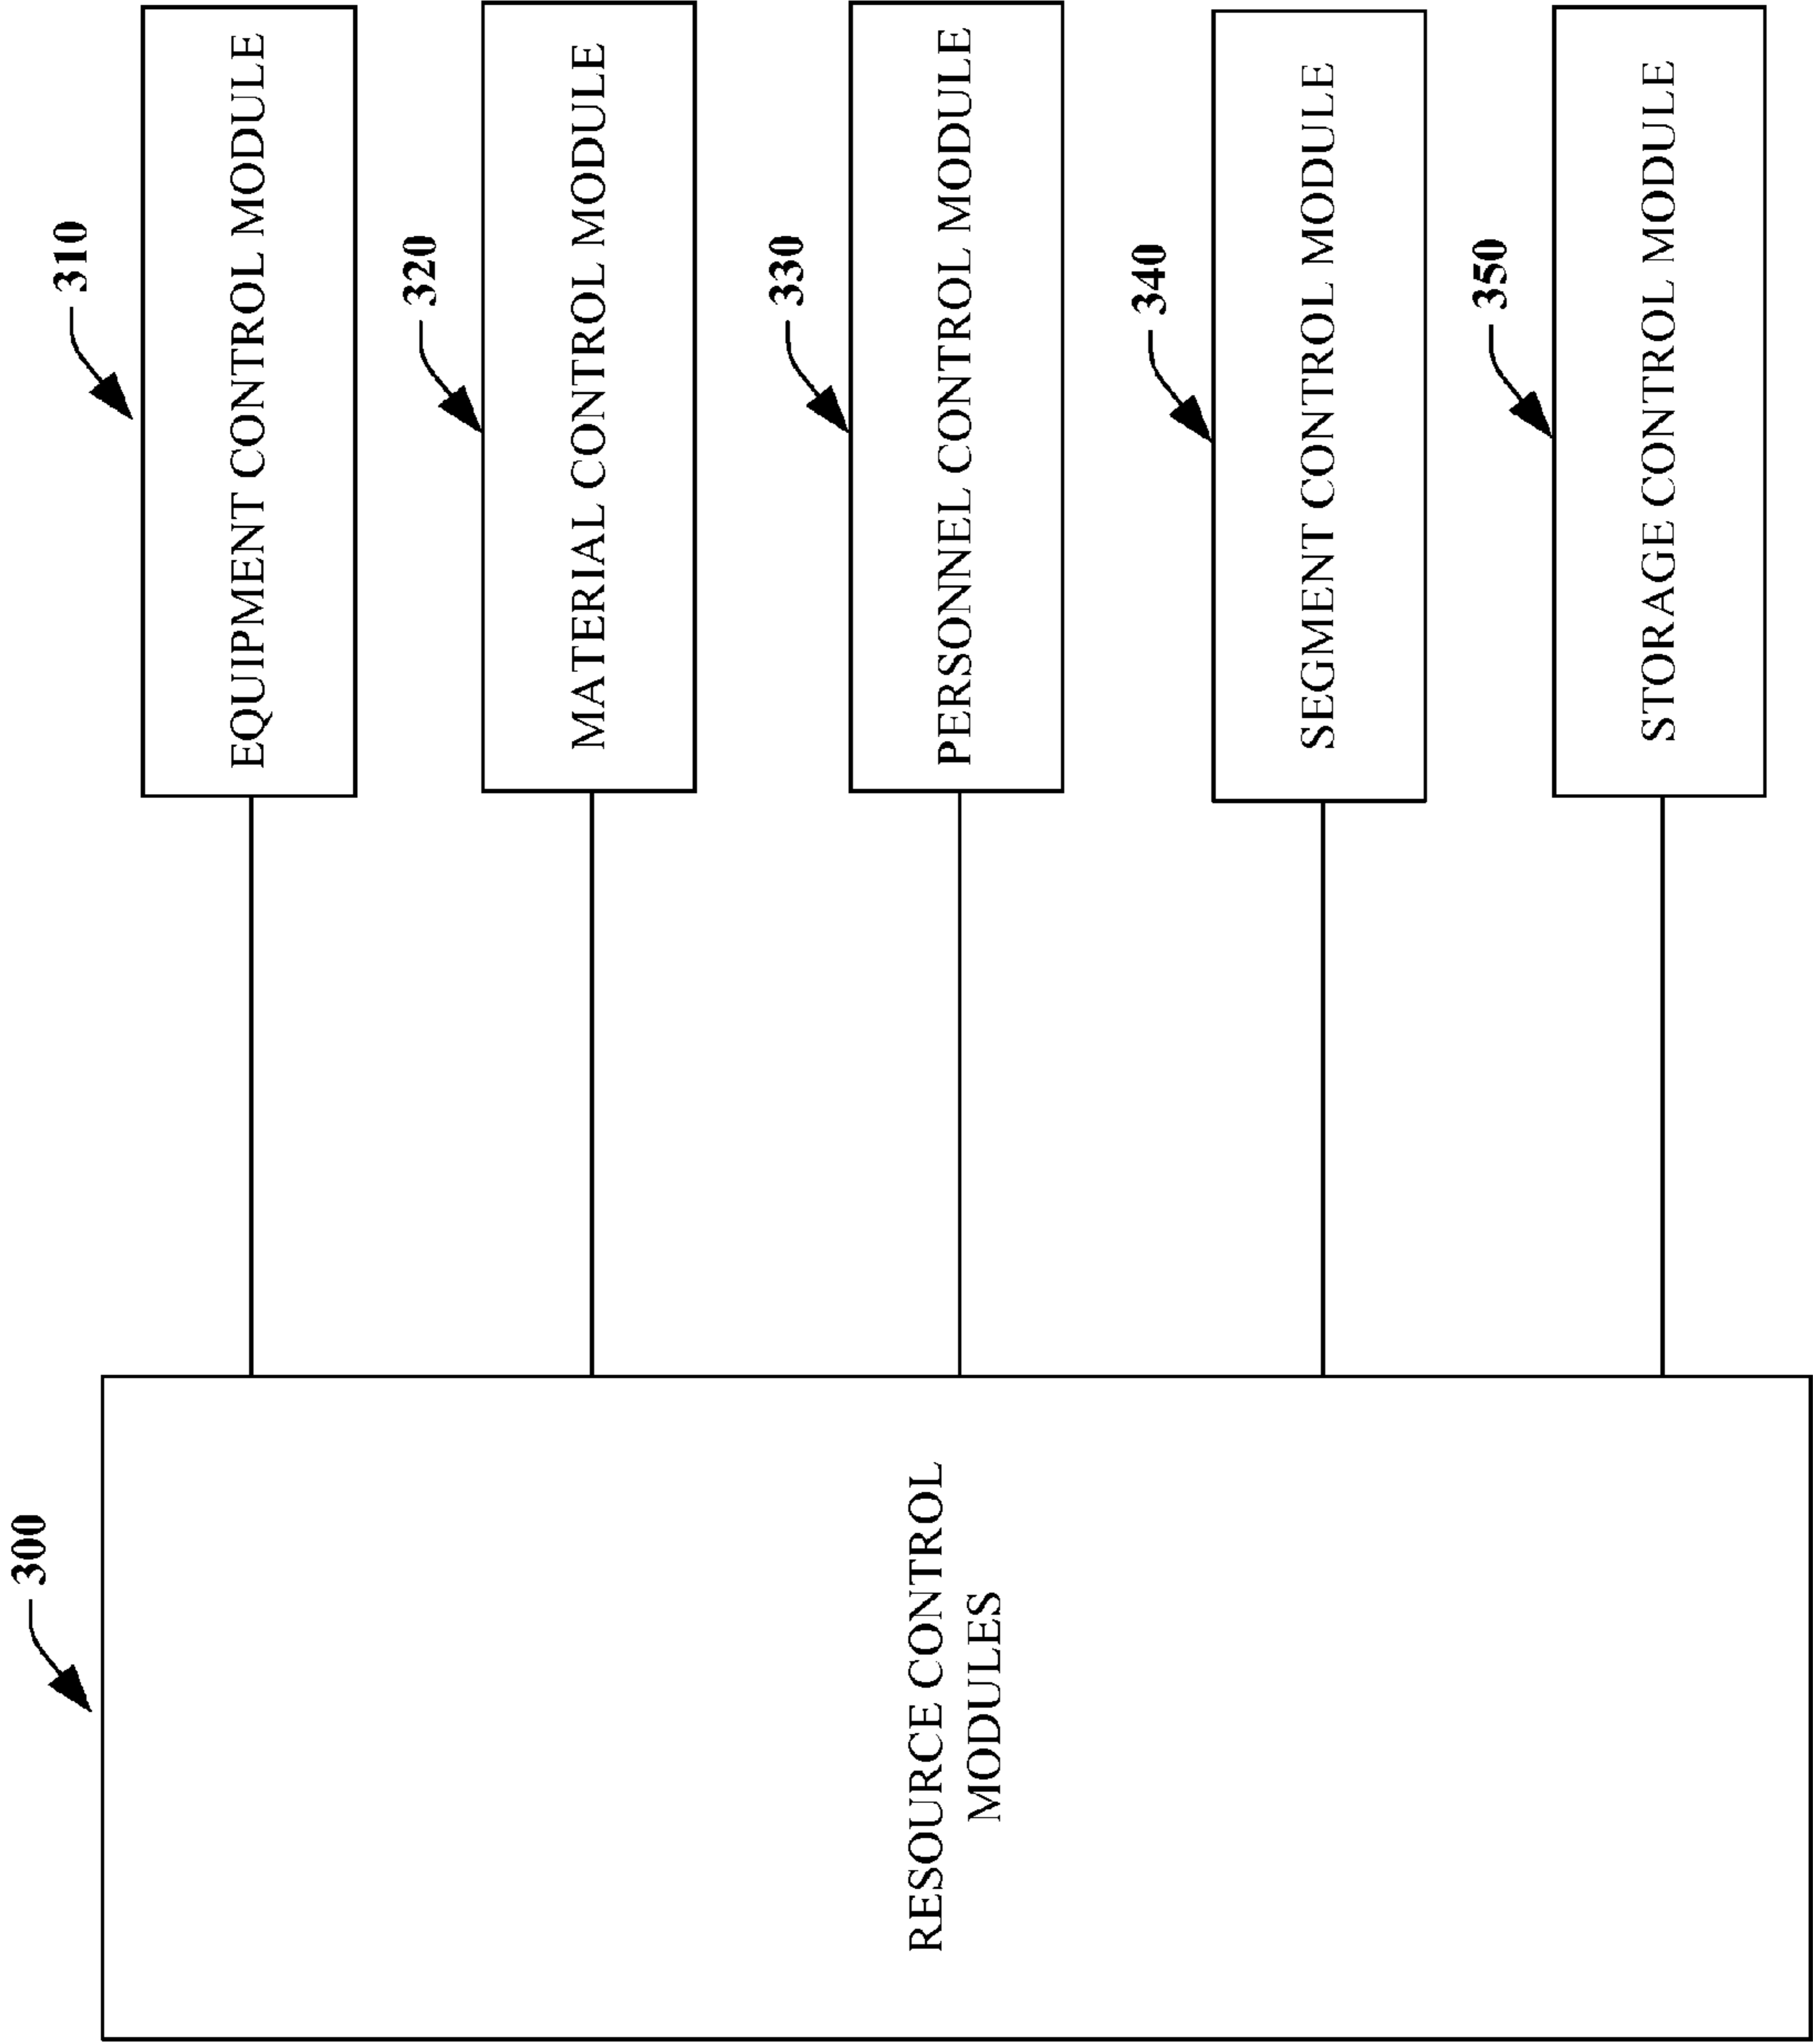 300
RESOURCE CONTROL
MODULES
310
EQUIPMENT CONTROL MODULE
320
MATERIAL CONTROL MODULE
330
PERSONNEL CONTROL MODULE
340
SEGMENT CONTROL MODULE
350
STORAGE CONTROL MODULE